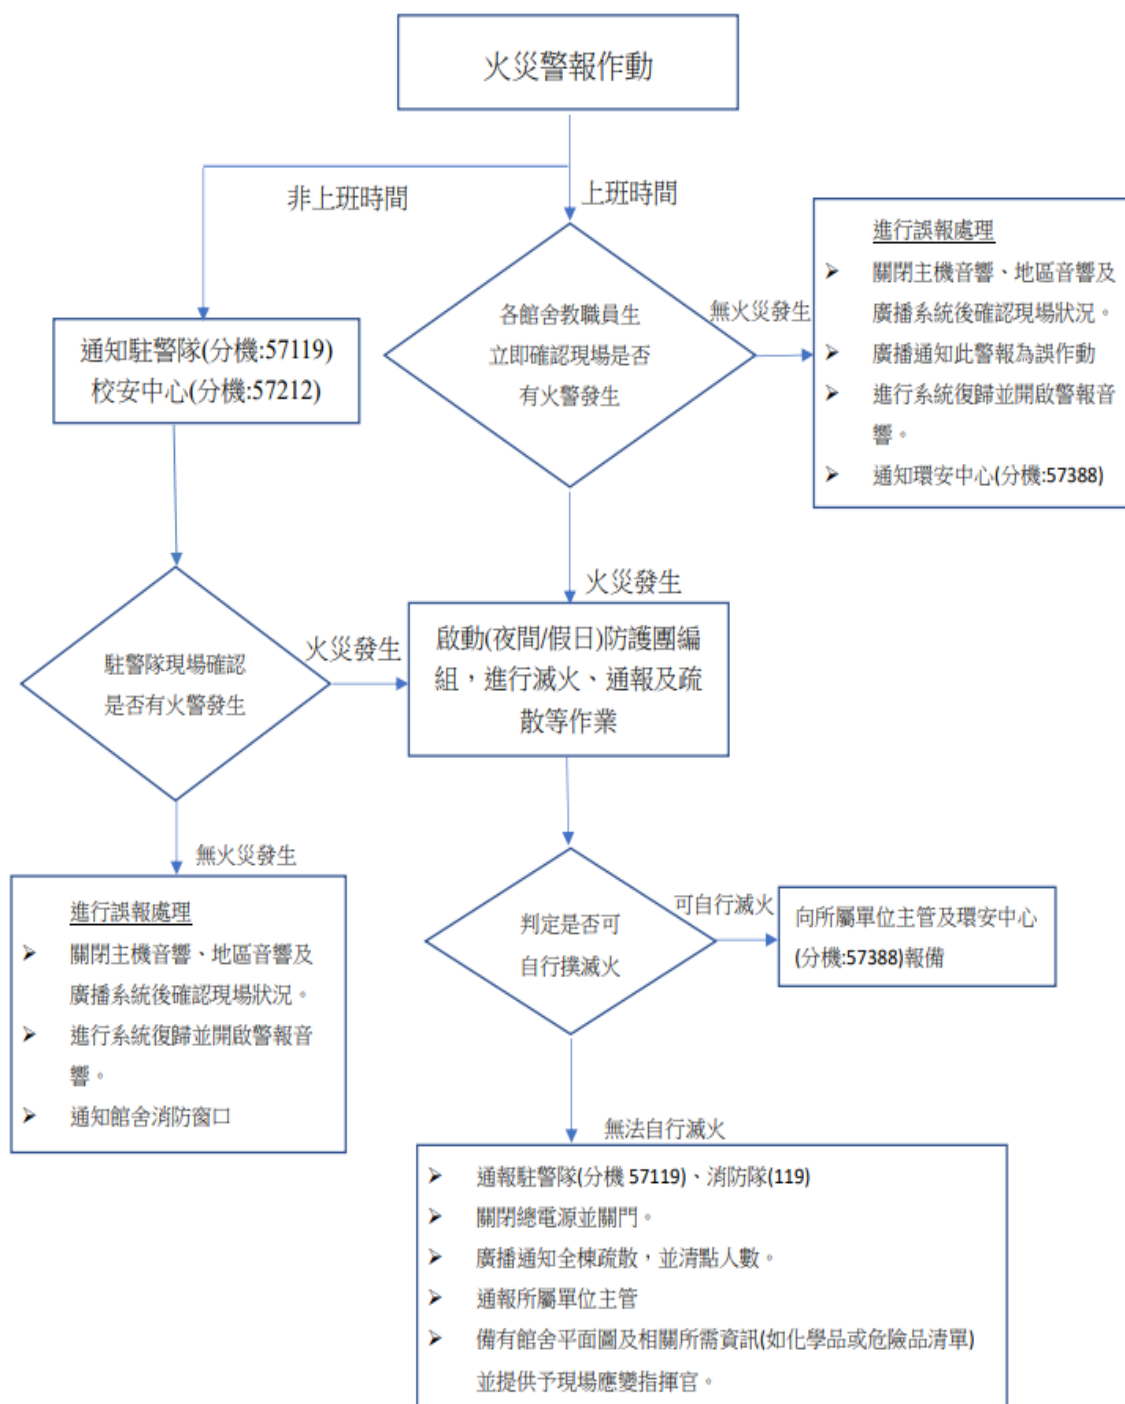 火災警報作動
非上班時間
上班時間
進行誤報處理
➢ 關閉主機音響、地區音響及
廣播系統後確認現場狀況。
➢ 廣播通知此警報為誤作動
➢ 進行系統復歸並開啟警報音
響。
➢ 通知環安中心(分機:57388)
各館舍教職員生
立即確認現場是否
有火警發生
無火災發生
通知駐警隊(分機:57119)
校安中心(分機:57212)
火災發生
駐警隊現場確認
是否有火警發生
火災發生
啟動(夜間/假日)防護團編
組，進行滅火、通報及疏
散等作業
無火災發生
進行誤報處理
➢ 關閉主機音響、地區音響及
廣播系統後確認現場狀況。
➢ 進行系統復歸並開啟警報音
響。
➢ 通知館舍消防窗口
判定是否可
自行撲滅火
可自行滅火
向所屬單位主管及環安中心
(分機:57388)報備
無法自行滅火
➢ 通報駐警隊(分機 57119)、消防隊(119)
➢ 關閉總電源並關門。
➢ 廣播通知全棟疏散，並清點人數。
➢ 通報所屬單位主管
➢ 備有館舍平面圖及相關所需資訊(如化學品或危險品清單)
並提供予現場應變指揮官。